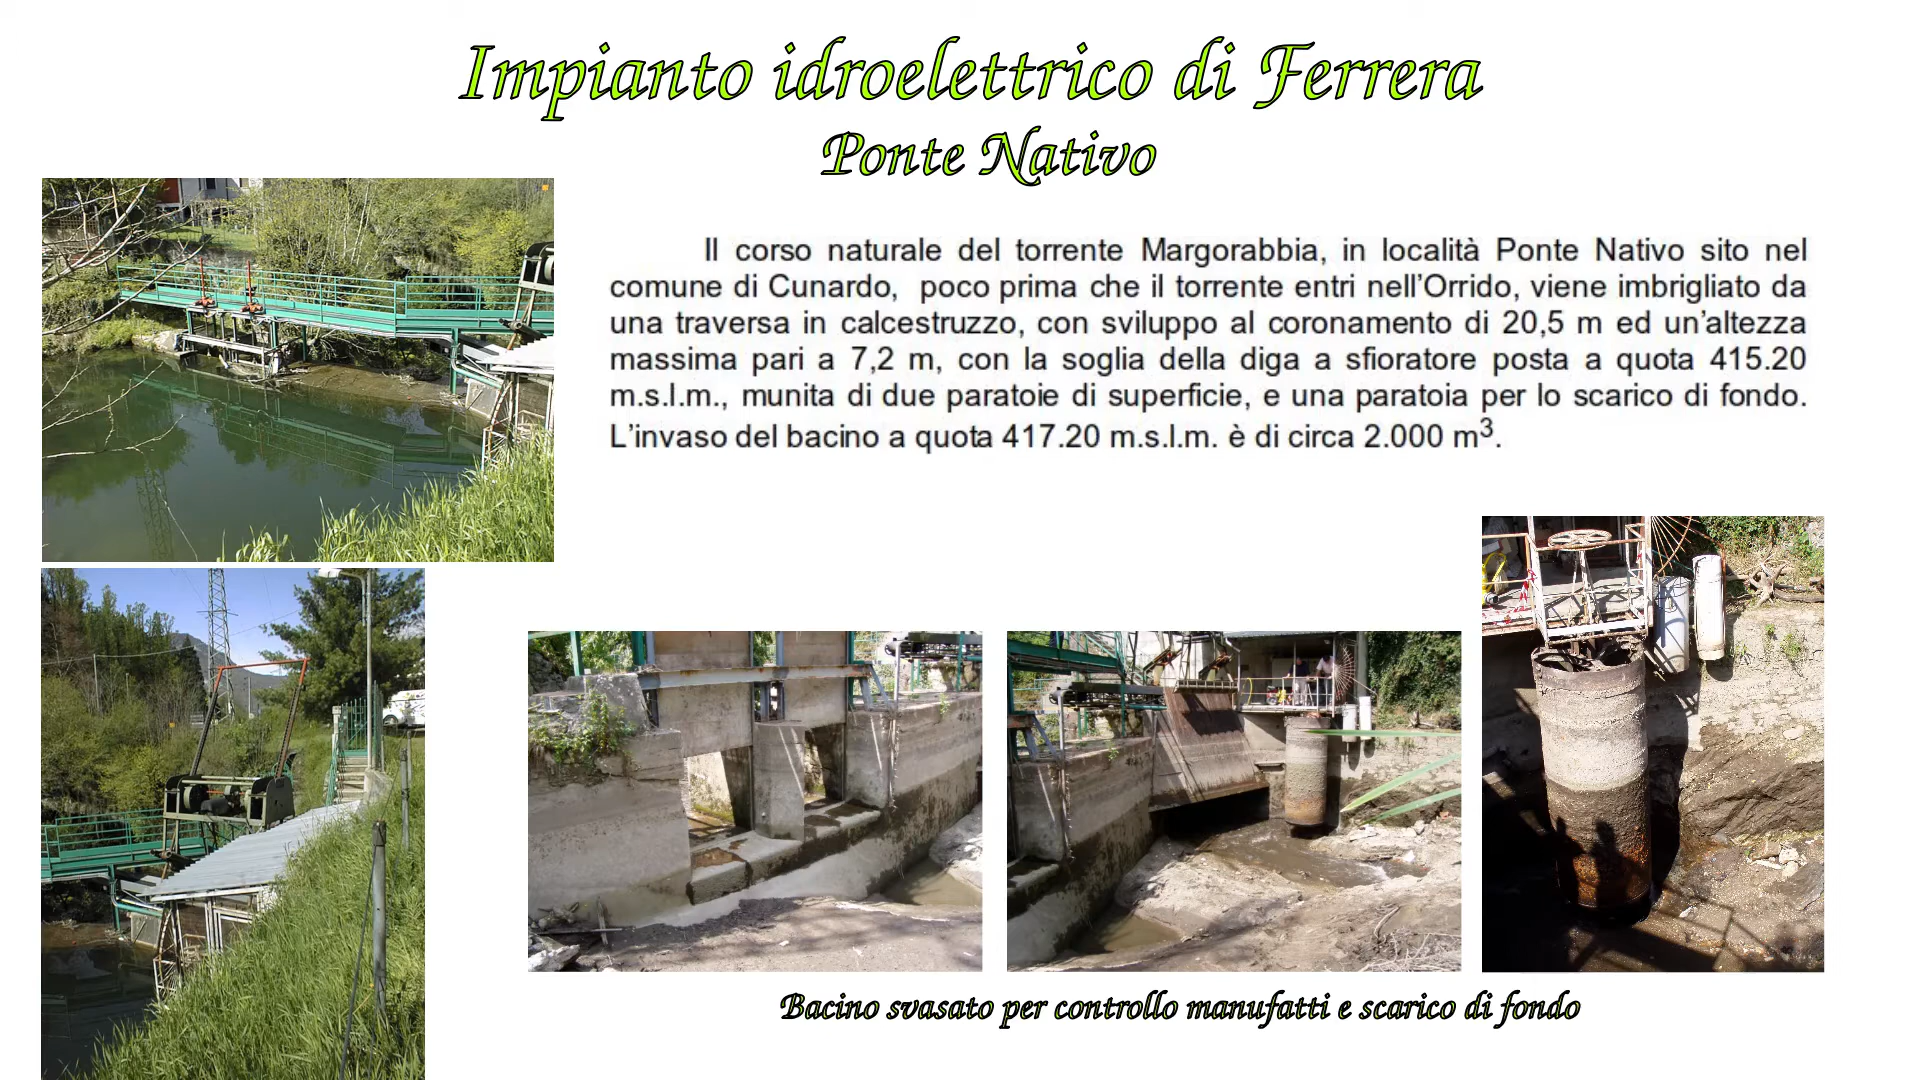 Impianto idroelettrico di Ferrera
Ponte Nativo
Il corso naturale del torrente Margorabbia, in località Ponte Nativo sito nel
comune di Cunardo, poco prima che il torrente entri nell’Orrido, viene imbrigliato da
una traversa in calcestruzzo, con sviluppo al coronamento di 20,5 m ed un’altezza
massima pari a 7,2 m, con la soglia della diga a sfioratore posta a quota 415.20
m.s.l.m., munita di due paratoie di superficie, e una paratoia per lo scarico di fondo.
L’invaso del bacino a quota 417.20 m.s.l.m. è di circa 2.000 m³.
Bacino svasato per controllo manufatti e scarico di fondo